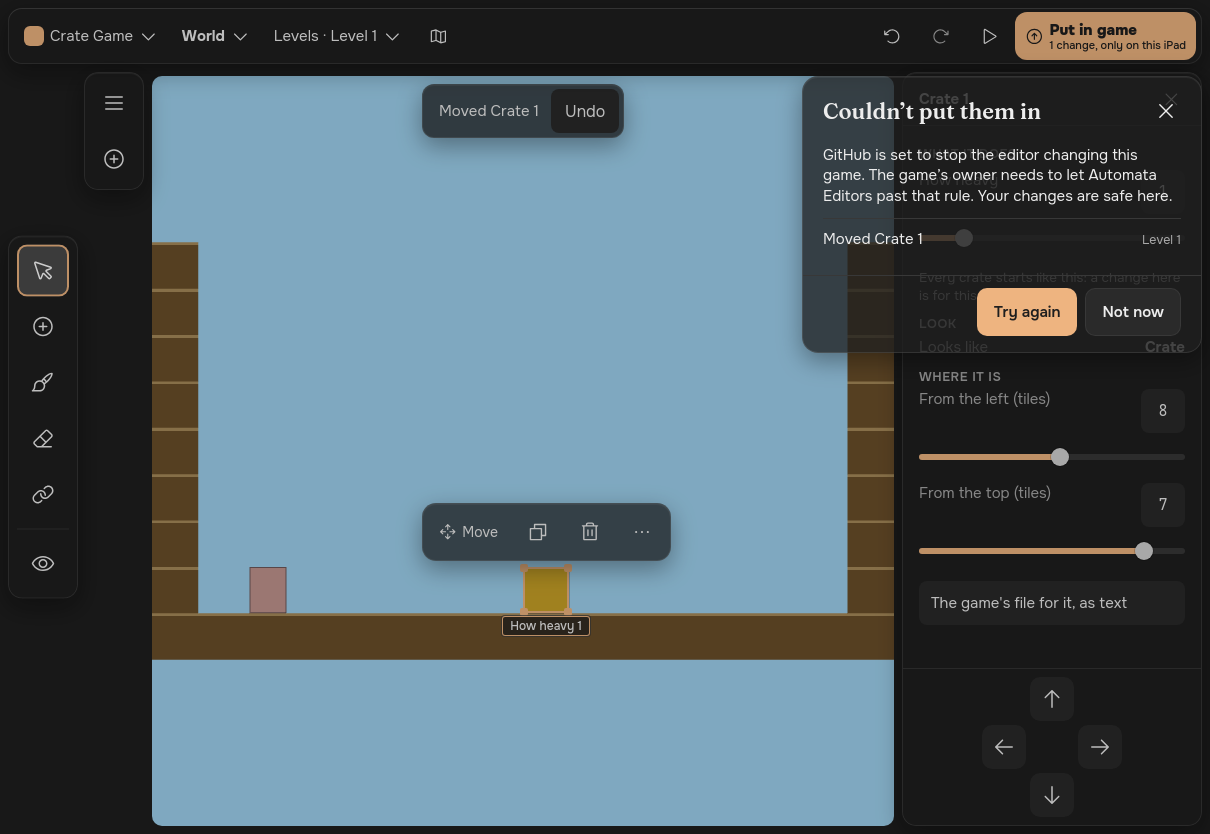 Crate Game
World
Levels · Level 1
Put in game
1 change, only on this iPad
Moved Crate 1
Undo
Crate 1
Couldn’t put them in
GitHub is set to stop the editor changing this
game. The game’s owner needs to let Automata
Editors past that rule. Your changes are safe here.
How heavy
1
Moved Crate 1
Level 1
Every crate starts like this: a change here
is for this
Try again
Not now
LOOK
Looks like
Crate
WHERE IT IS
From the left (tiles)
8
From the top (tiles)
7
Move
How heavy 1
The game's file for it, as text